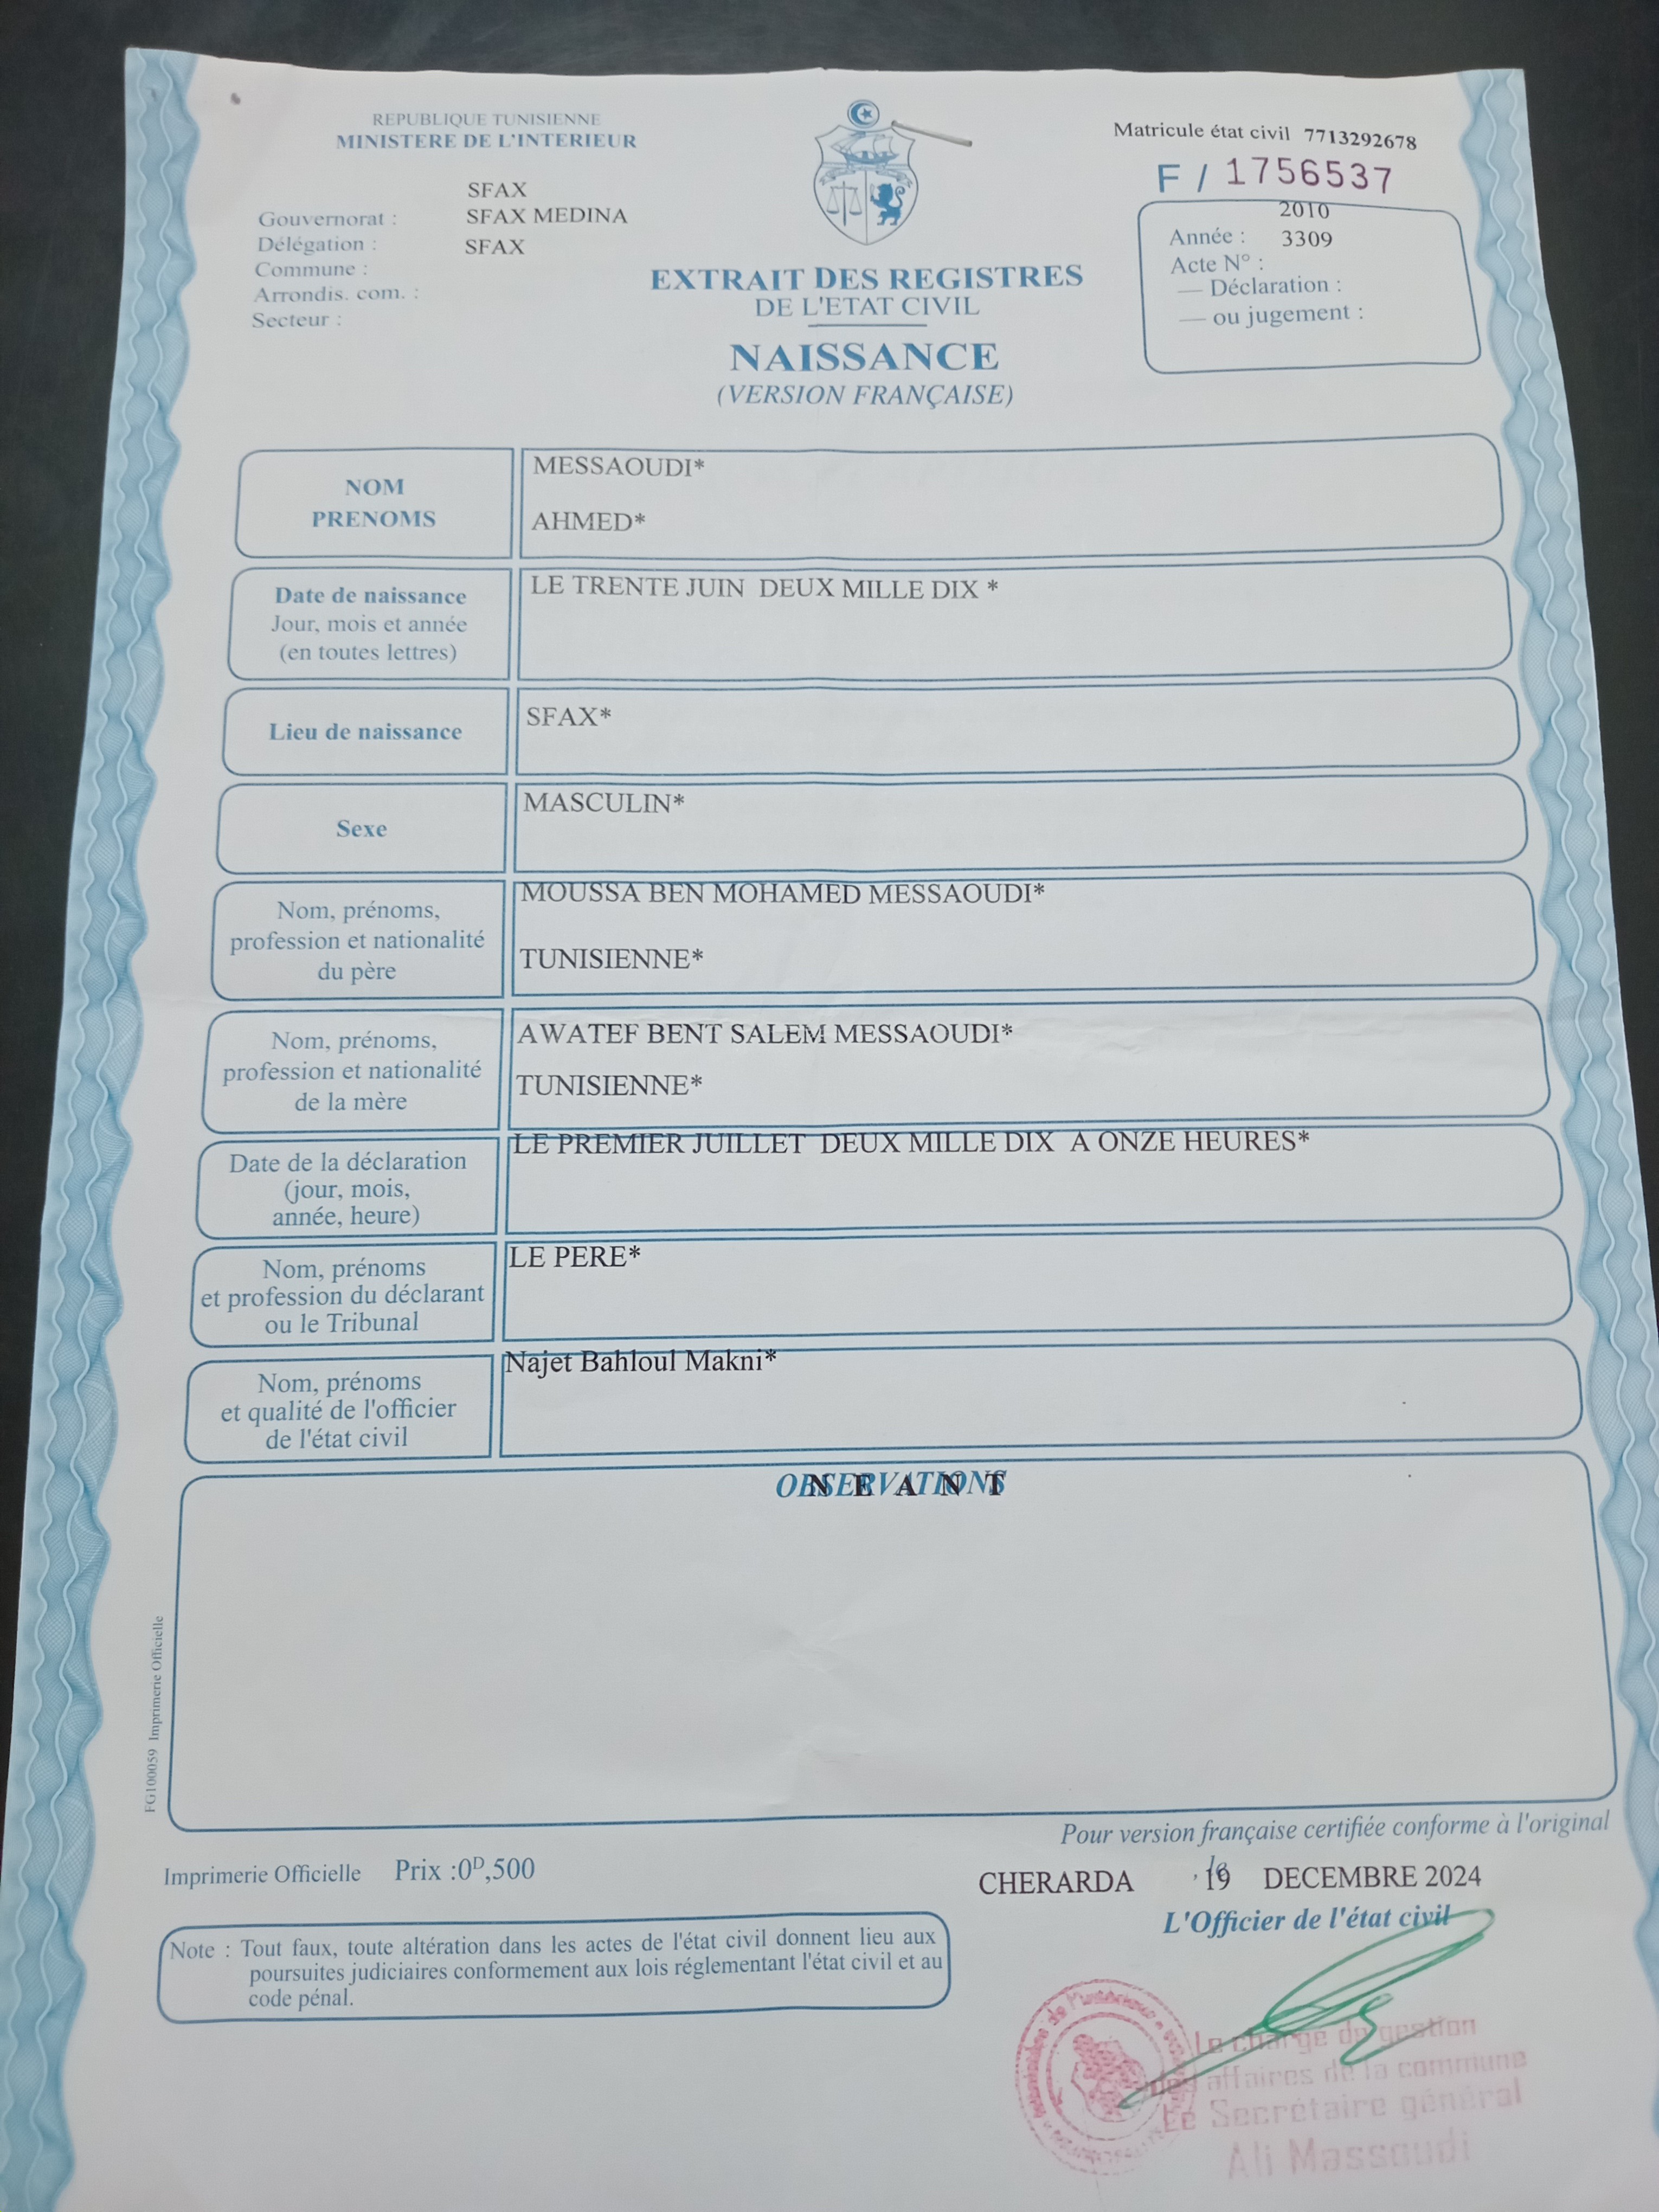 REPUBLIQUE TUNISIENNE
MINISTERE DE L'INTERIEUR
SFAX
Gouvernorat : SFAX MEDINA
Délégation : SFAX
Commune :
Arrondis. com. :
Secteur :
EXTRAIT DES REGISTRES
DE L'ETAT CIVIL
NAISSANCE
(VERSION FRANÇAISE)
Matricule état civil 7713292678
F / 1756537
2010
Année : 3309
Acte N° :
— Déclaration :
— ou jugement :
NOM
PRENOMS
MESSAOUDI*
AHMED*
Date de naissance
Jour, mois et année
(en toutes lettres)
LE TRENTE JUIN DEUX MILLE DIX *
Lieu de naissance
SFAX*
Sexe
MASCULIN*
Nom, prénoms,
profession et nationalité
du père
MOUSSA BEN MOHAMED MESSAOUDI*
TUNISIENNE*
Nom, prénoms,
profession et nationalité
de la mère
AWATEF BENT SALEM MESSAOUDI*
TUNISIENNE*
Date de la déclaration
(jour, mois,
année, heure)
LE PREMIER JUILLET DEUX MILLE DIX A ONZE HEURES*
Nom, prénoms
et profession du déclarant
ou le Tribunal
LE PERE*
Nom, prénoms
et qualité de l'officier
de l'état civil
Najet Bahloul Makni*
OBSERVATIONS
N E A N T
FG100059 Imprimerie Officielle
Pour version française certifiée conforme à l'original
Imprimerie Officielle Prix :0D,500
CHERARDA , 19 DECEMBRE 2024
L'Officier de l'état civil
Note : Tout faux, toute altération dans les actes de l'état civil donnent lieu aux
poursuites judiciaires conformement aux lois réglementant l'état civil et au
code pénal.
Le chargé de gestion
des affaires de la commune
Le Secrétaire général
Ali Massoudi